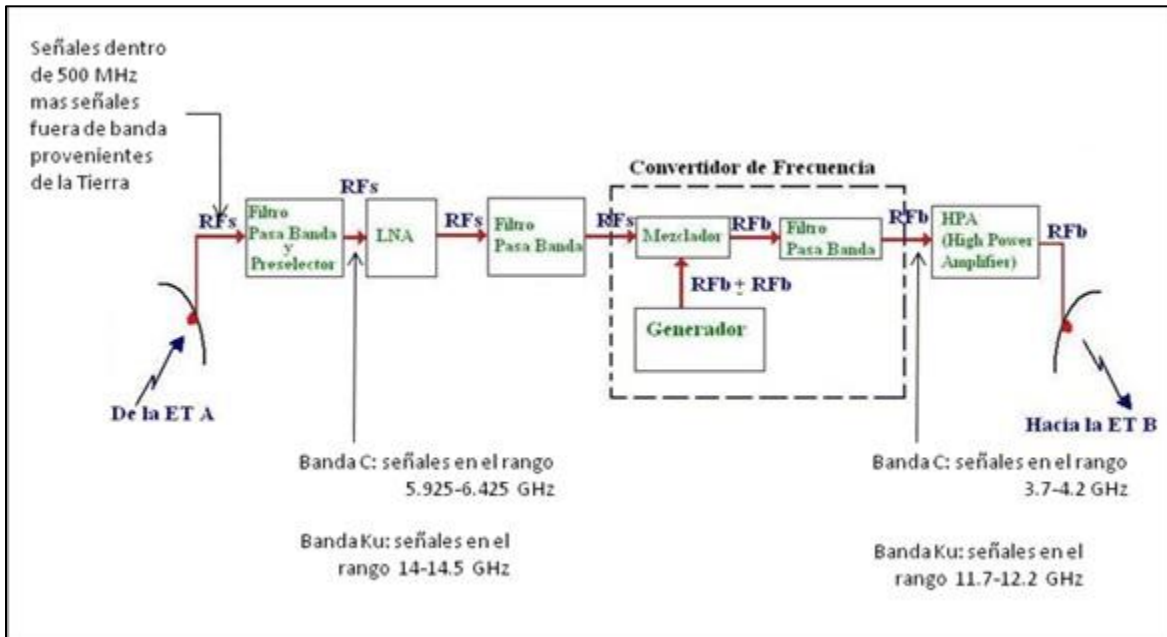 Señales dentro
de 500 MHz
mas señales
fuera de banda
provenientes
de la Tierra
RFs
Filtro
Pasa Banda
y
Preselector
RFs
LNA
RFs
Filtro
Pasa Banda
RFs
Convertidor de Frecuencia
Mezclador
RFb
Filtro
Pasa Banda
RFb ± RFb
Generador
RFb
HPA
(High Power
Amplifier)
RFb
De la ET A
Hacia la ET B
Banda C: señales en el rango
5.925-6.425 GHz
Banda Ku: señales en el
rango 14-14.5 GHz
Banda C: señales en el rango
3.7-4.2 GHz
Banda Ku: señales en el
rango 11.7-12.2 GHz